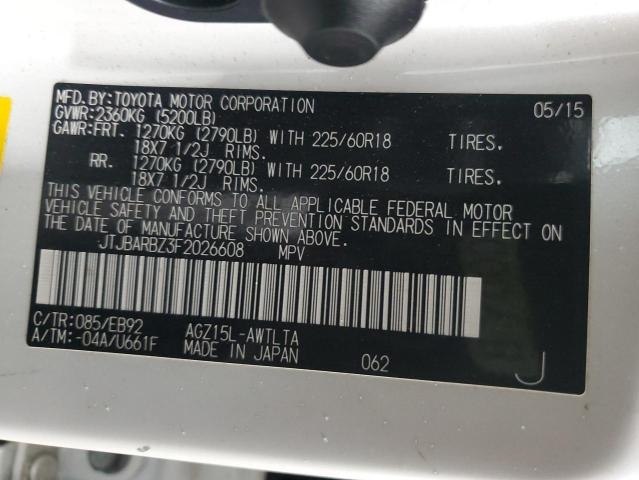 MFD.BY:TOYOTA MOTOR CORPORATION 05/15
GVWR:2360KG (5200LB)
GAWR:FRT. 1270KG (2790LB) WITH 225/60R18 TIRES.
18X7 1/2J RIMS.
RR. 1270KG (2790LB) WITH 225/60R18 TIRES.
18X7 1/2J RIMS.
THIS VEHICLE CONFORMS TO ALL APPLICABLE FEDERAL MOTOR
VEHICLE SAFETY AND THEFT PREVENTION STANDARDS IN EFFECT ON
THE DATE OF MANUFACTURE SHOWN ABOVE.
JTJBARBZ3F2026608 MPV
C/TR:085/EB92 AGZ15L-AWTLTA
A/TM:-04A/U661F MADE IN JAPAN 062 J